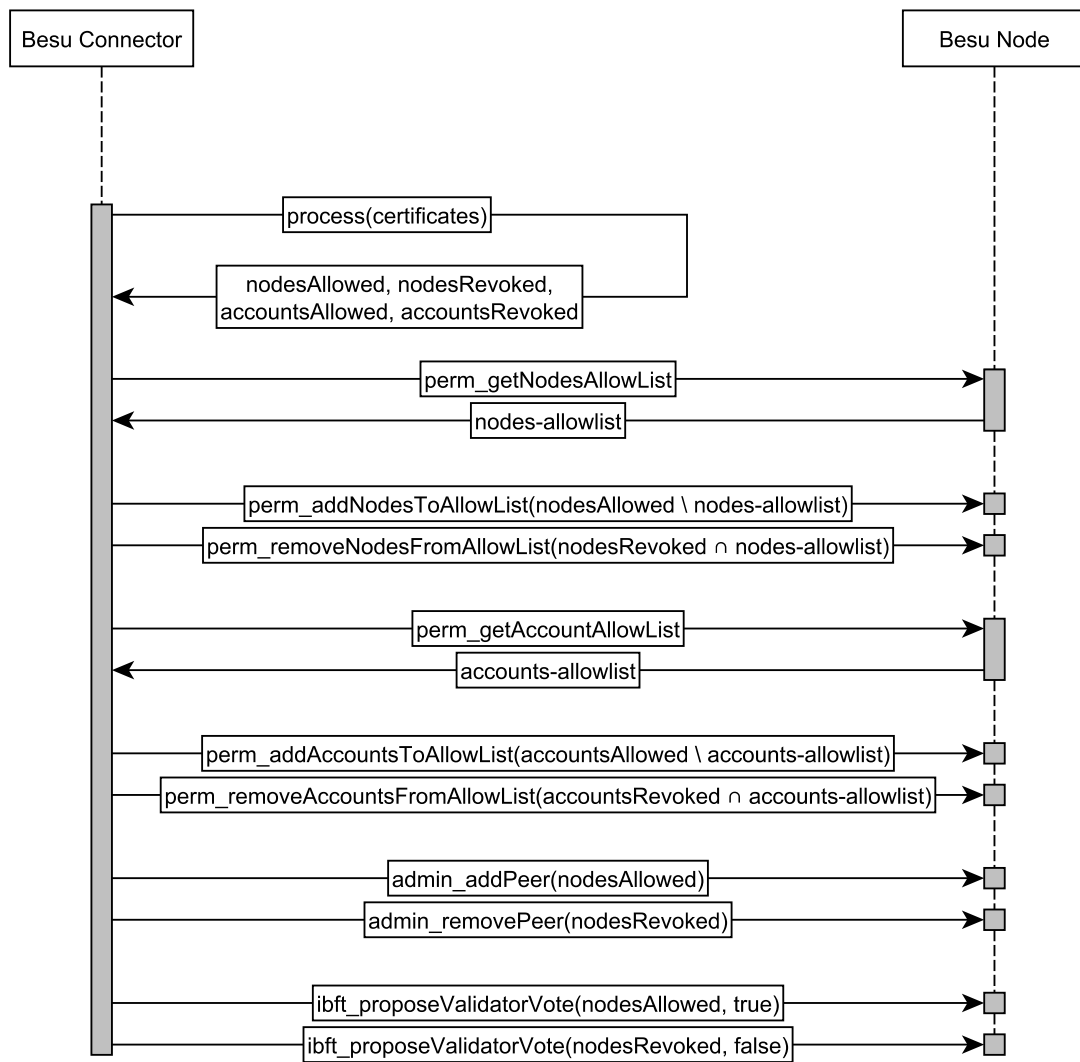 Besu Connector
Besu Node
process(certificates)
nodesAllowed, nodesRevoked,
accountsAllowed, accountsRevoked
perm_getNodesAllowList
nodes-allowlist
perm_addNodesToAllowList(nodesAllowed \ nodes-allowlist)
perm_removeNodesFromAllowList(nodesRevoked ∩ nodes-allowlist)
perm_getAccountAllowList
accounts-allowlist
perm_addAccountsToAllowList(accountsAllowed \ accounts-allowlist)
perm_removeAccountsFromAllowList(accountsRevoked ∩ accounts-allowlist)
admin_addPeer(nodesAllowed)
admin_removePeer(nodesRevoked)
ibft_proposeValidatorVote(nodesAllowed, true)
ibft_proposeValidatorVote(nodesRevoked, false)